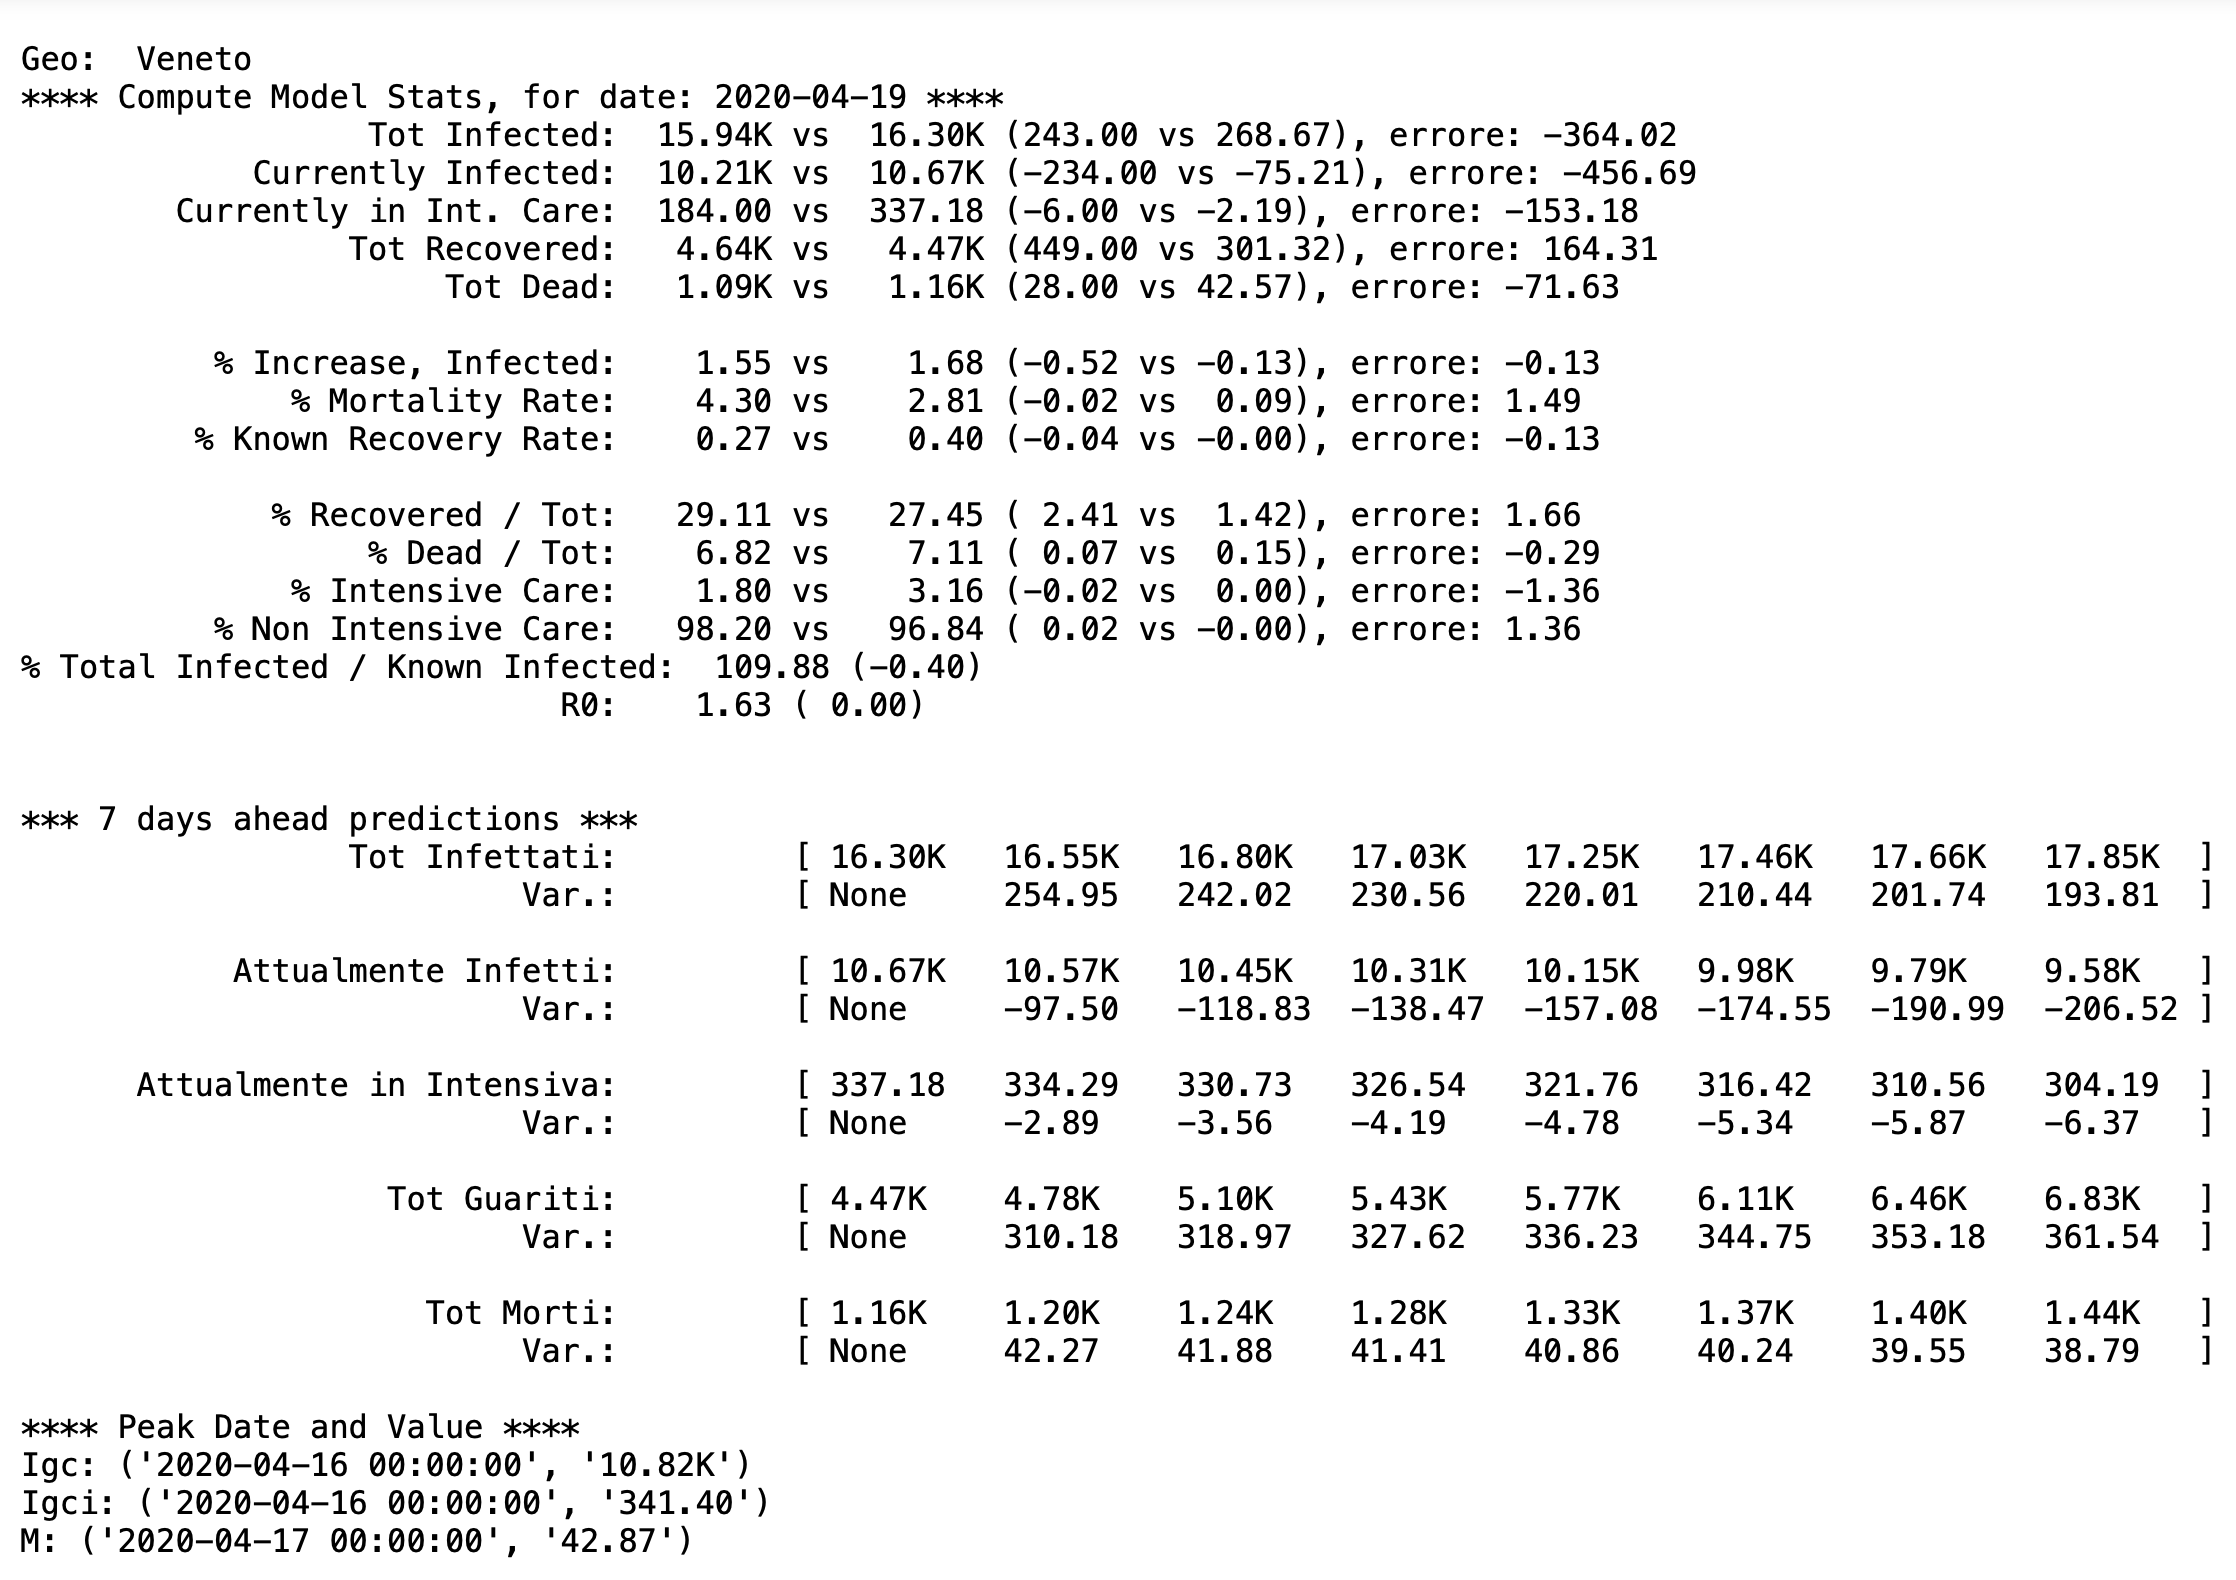 Geo:  Veneto
**** Compute Model Stats, for date: 2020-04-19 ****
Tot Infected:  15.94K vs  16.30K (243.00 vs 268.67), errore: -364.02
Currently Infected:  10.21K vs  10.67K (-234.00 vs -75.21), errore: -456.69
Currently in Int. Care:  184.00 vs  337.18 (-6.00 vs -2.19), errore: -153.18
Tot Recovered:   4.64K vs   4.47K (449.00 vs 301.32), errore: 164.31
Tot Dead:   1.09K vs   1.16K (28.00 vs 42.57), errore: -71.63
% Increase, Infected:    1.55 vs    1.68 (-0.52 vs -0.13), errore: -0.13
% Mortality Rate:    4.30 vs    2.81 (-0.02 vs  0.09), errore: 1.49
% Known Recovery Rate:    0.27 vs    0.40 (-0.04 vs -0.00), errore: -0.13
% Recovered / Tot:   29.11 vs   27.45 ( 2.41 vs  1.42), errore: 1.66
% Dead / Tot:    6.82 vs    7.11 ( 0.07 vs  0.15), errore: -0.29
% Intensive Care:    1.80 vs    3.16 (-0.02 vs  0.00), errore: -1.36
% Non Intensive Care:   98.20 vs   96.84 ( 0.02 vs -0.00), errore: 1.36
% Total Infected / Known Infected:  109.88 (-0.40)
R0:    1.63 ( 0.00)
*** 7 days ahead predictions ***
Tot Infettati: [ 16.30K 16.55K 16.80K 17.03K 17.25K 17.46K 17.66K 17.85K ]
Var.: [ None 254.95 242.02 230.56 220.01 210.44 201.74 193.81 ]
Attualmente Infetti: [ 10.67K 10.57K 10.45K 10.31K 10.15K 9.98K 9.79K 9.58K ]
Var.: [ None -97.50 -118.83 -138.47 -157.08 -174.55 -190.99 -206.52 ]
Attualmente in Intensiva: [ 337.18 334.29 330.73 326.54 321.76 316.42 310.56 304.19 ]
Var.: [ None -2.89 -3.56 -4.19 -4.78 -5.34 -5.87 -6.37 ]
Tot Guariti: [ 4.47K 4.78K 5.10K 5.43K 5.77K 6.11K 6.46K 6.83K ]
Var.: [ None 310.18 318.97 327.62 336.23 344.75 353.18 361.54 ]
Tot Morti: [ 1.16K 1.20K 1.24K 1.28K 1.33K 1.37K 1.40K 1.44K ]
Var.: [ None 42.27 41.88 41.41 40.86 40.24 39.55 38.79 ]
**** Peak Date and Value ****
Igc: ('2020-04-16 00:00:00', '10.82K')
Igci: ('2020-04-16 00:00:00', '341.40')
M: ('2020-04-17 00:00:00', '42.87')